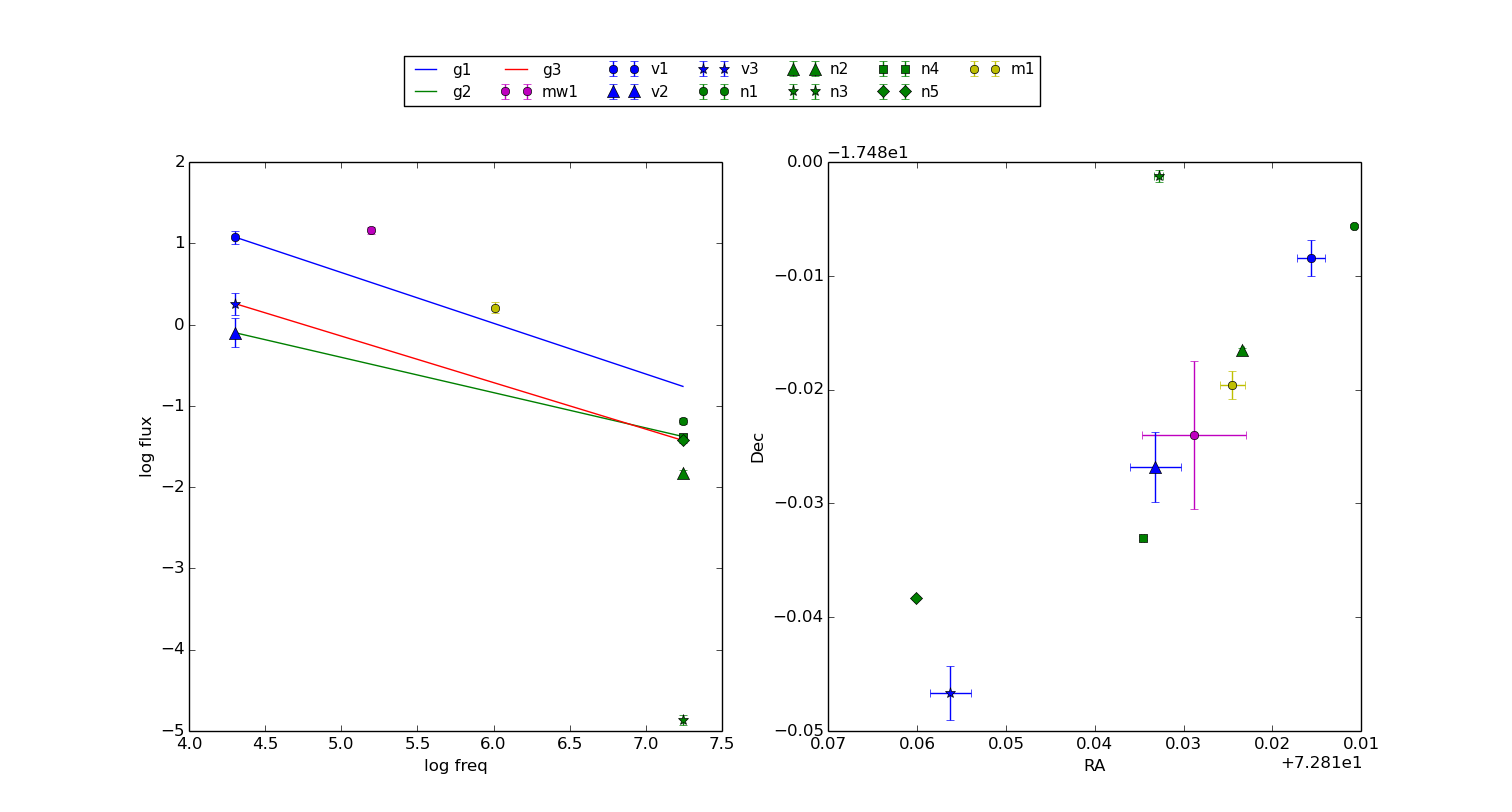 g1 g3 v1 v3 n2 n4 m1
g2 mw1 v2 n1 n3 n5
2
1
0
−1
−2
−3
−4
−5
log flux
4.0 4.5 5.0 5.5 6.0 6.5 7.0 7.5
log freq
−1.748e1
0.00
−0.01
−0.02
−0.03
−0.04
−0.05
Dec
0.07 0.06 0.05 0.04 0.03 0.02 0.01
RA
+7.281e1